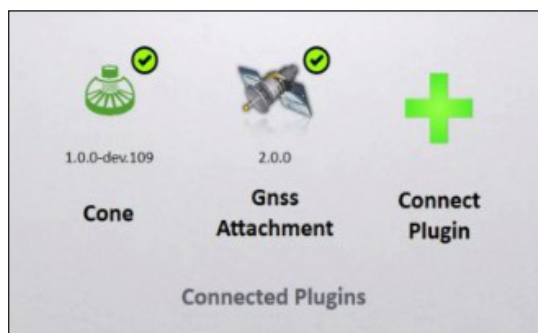 1.0.0-dev.109
2.0.0
Cone
Gnss
Attachment
Connect
Plugin
Connected Plugins